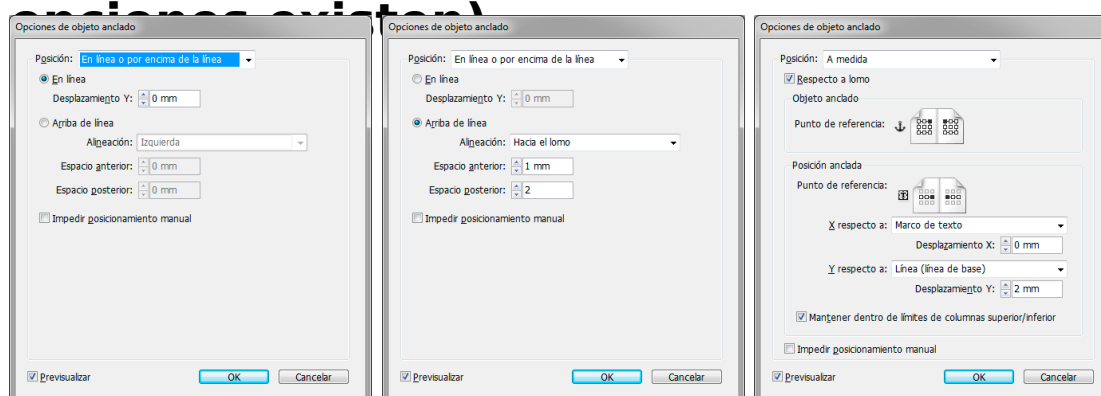 opciones existen)
Opciones de objeto anclado
Posición: En línea o por encima de la línea
En línea
Desplazamiento Y: 0 mm
Arriba de línea
Alineación: Izquierda
Espacio anterior: 0 mm
Espacio posterior: 0 mm
Impedir posicionamiento manual
Previsualizar OK Cancelar
Opciones de objeto anclado
Posición: En línea o por encima de la línea
En línea
Desplazamiento Y: 0 mm
Arriba de línea
Alineación: Hacia el lomo
Espacio anterior: 1 mm
Espacio posterior: 2
Impedir posicionamiento manual
Previsualizar OK Cancelar
Opciones de objeto anclado
Posición: A medida
Respecto a lomo
Objeto anclado
Punto de referencia:
Posición anclada
Punto de referencia:
X respecto a: Marco de texto
Desplazamiento X: 0 mm
Y respecto a: Línea (línea de base)
Desplazamiento Y: 2 mm
Mantener dentro de límites de columnas superior/inferior
Impedir posicionamiento manual
Previsualizar OK Cancelar